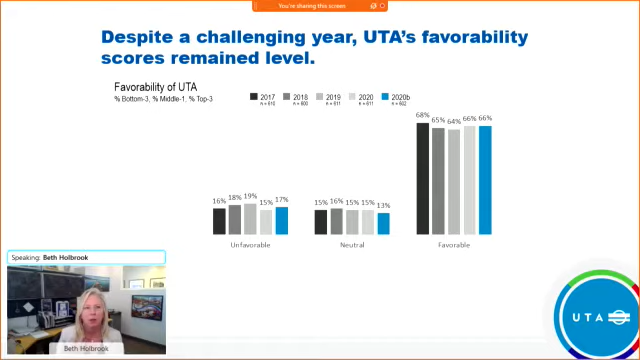 You're sharing this screen
Despite a challenging year, UTA's favorability
scores remained level.
Favorability of UTA
% Bottom-3, % Middle-1, % Top-3
2017 2018 2019 2020 2020b
n = 610 n = 600 n = 611 n = 611
16% 18% 19% 15% 17%
15% 16% 15% 15% 13%
68% 65% 64% 66% 66%
Unfavorable Neutral Favorable
Speaking: Beth Holbrook
Beth Holbrook
UTA